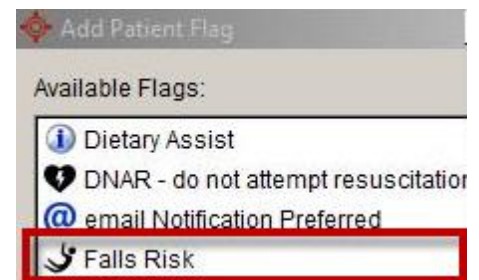 Add Patient Flag
Available Flags:
Dietary Assist
DNAR - do not attempt resuscitation
@ email Notification Preferred
Falls Risk